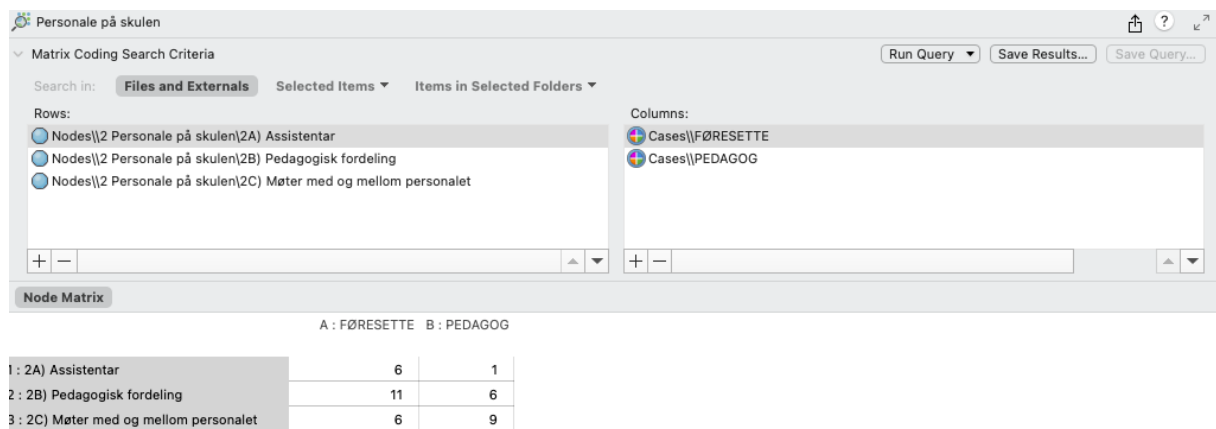 Personale på skulen ?
Matrix Coding Search Criteria Run Query Save Results... Save Query...
Search in: Files and Externals Selected Items Items in Selected Folders
Rows: Columns:
Nodes\\2 Personale på skulen\2A) Assistentar Cases\\FØRESETTE
Nodes\\2 Personale på skulen\2B) Pedagogisk fordeling Cases\\PEDAGOG
Nodes\\2 Personale på skulen\2C) Møter med og mellom personalet
Node Matrix
A : FØRESETTE B : PEDAGOG
1 : 2A) Assistentar 6 1
2 : 2B) Pedagogisk fordeling 11 6
3 : 2C) Møter med og mellom personalet 6 9